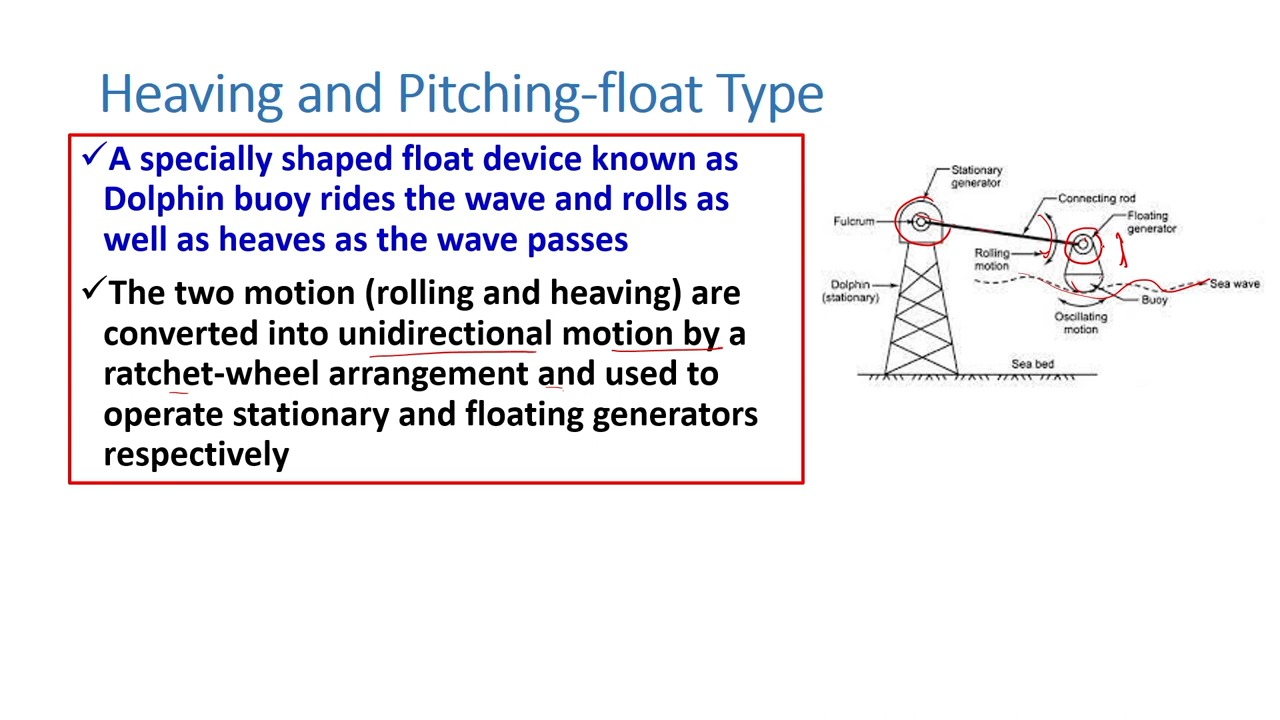 Heaving and Pitching-float Type
✓A specially shaped float device known as
Dolphin buoy rides the wave and rolls as
well as heaves as the wave passes
✓The two motion (rolling and heaving) are
converted into unidirectional motion by a
ratchet-wheel arrangement and used to
operate stationary and floating generators
respectively
Stationary
generator
Connecting rod
Fulcrum
Floating
generator
Rolling
motion
Dolphin
(stationary)
Sea wave
Buoy
Oscillating
motion
Sea bed